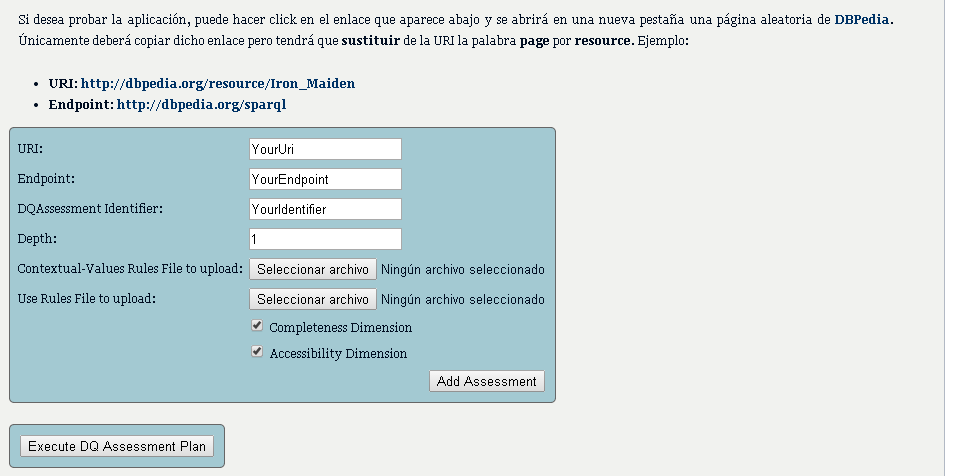 Si desea probar la aplicación, puede hacer click en el enlace que aparece abajo y se abrirá en una nueva pestaña una página aleatoria de DBPedia.
Únicamente deberá copiar dicho enlace pero tendrá que sustituir de la URI la palabra page por resource. Ejemplo:
• URI: http://dbpedia.org/resource/Iron_Maiden
• Endpoint: http://dbpedia.org/sparql
URI: YourUri
Endpoint: YourEndpoint
DQAssessment Identifier: YourIdentifier
Depth: 1
Contextual-Values Rules File to upload: Seleccionar archivo Ningún archivo seleccionado
Use Rules File to upload: Seleccionar archivo Ningún archivo seleccionado
Completeness Dimension
Accessibility Dimension
Add Assessment
Execute DQ Assessment Plan